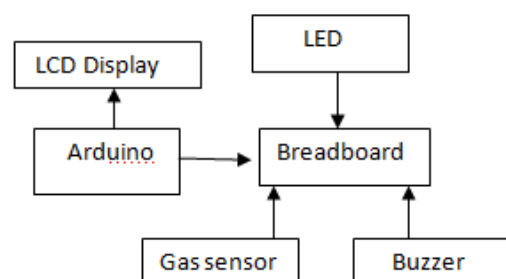 LED
LCD Display
Arduino
Breadboard
Gas sensor
Buzzer